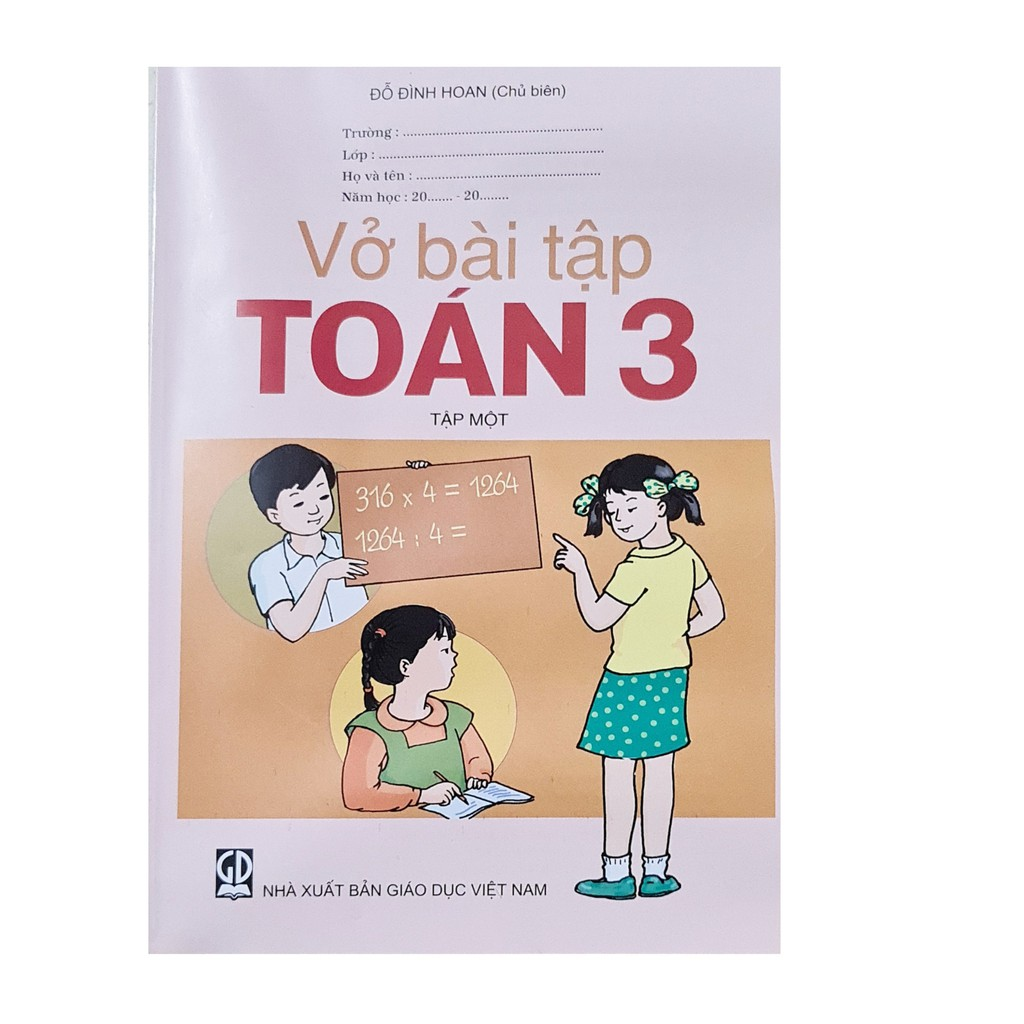 ĐỖ ĐÌNH HOAN (Chủ biên)
Trường : ........................................................
Lớp : ...............................................................
Họ và tên : ....................................................
Năm học : 20....... - 20........
Vở bài tập
TOÁN 3
TẬP MỘT
316 x 4 = 1264
1264 : 4 =
GD
NHÀ XUẤT BẢN GIÁO DỤC VIỆT NAM